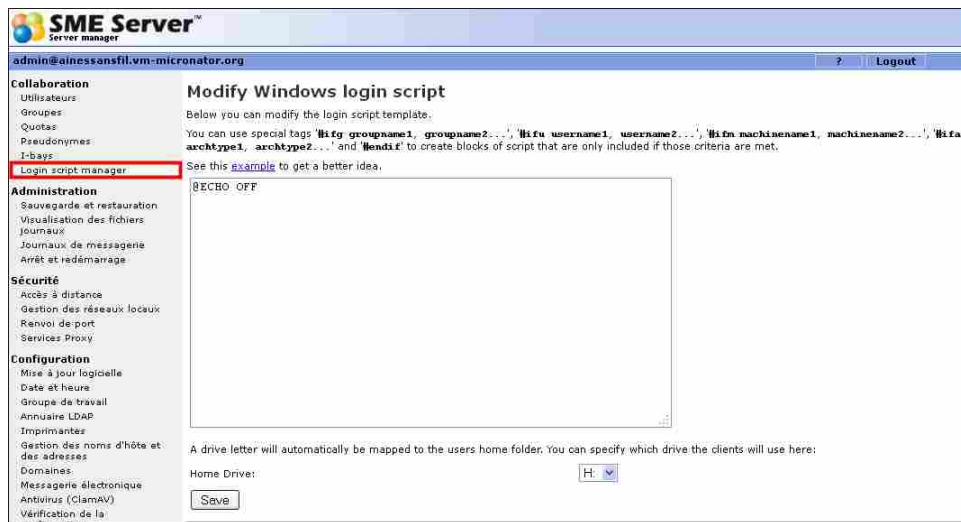 SME Server™
Server manager
admin@ainessansfil.vm-micronator.org
? Logout
Collaboration
Utilisateurs
Groupes
Quotas
Pseudonymes
I-bays
Login script manager
Administration
Sauvegarde et restauration
Visualisation des fichiers
journaux
Journaux de messagerie
Arrêt et redémarrage
Sécurité
Accès à distance
Gestion des réseaux locaux
Renvoi de port
Services Proxy
Configuration
Mise à jour logicielle
Date et heure
Groupe de travail
Annuaire LDAP
Imprimantes
Gestion des noms d'hôte et
des adresses
Domaines
Messagerie électronique
Antivirus (ClamAV)
Vérification de la
Modify Windows login script
Below you can modify the login script template.
You can use special tags '#ifg groupname1, groupname2...', '#ifu username1, username2...', '#ifm machinename1, machinename2...', '#ifa
archtype1, archtype2...' and '#endif' to create blocks of script that are only included if those criteria are met.
See this example to get a better idea.
@ECHO OFF
A drive letter will automatically be mapped to the users home folder. You can specify which drive the clients will use here:
Home Drive: H:
Save